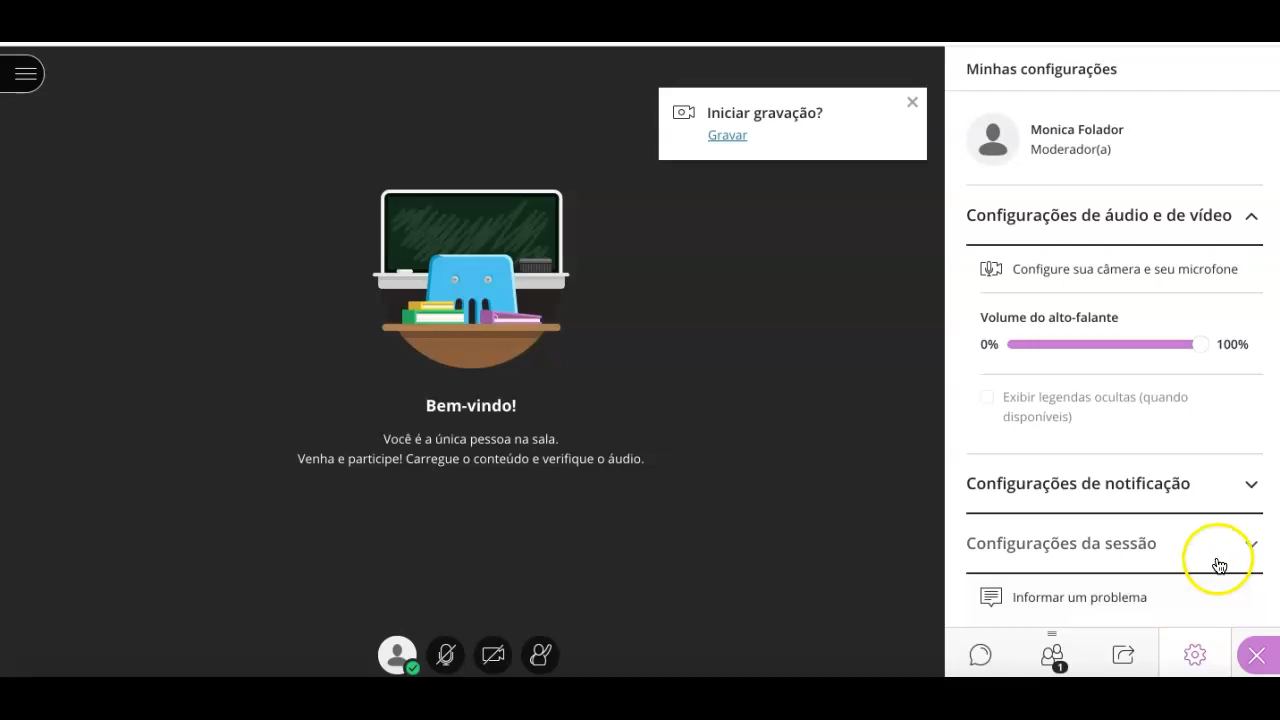 Minhas configurações
Iniciar gravação?
Gravar
Monica Folador
Moderador(a)
Configurações de áudio e de vídeo
Configure sua câmera e seu microfone
Volume do alto-falante
0% 100%
Exibir legendas ocultas (quando
disponíveis)
Bem-vindo!
Você é a única pessoa na sala.
Venha e participe! Carregue o conteúdo e verifique o áudio.
Configurações de notificação
Configurações da sessão
Informar um problema
1